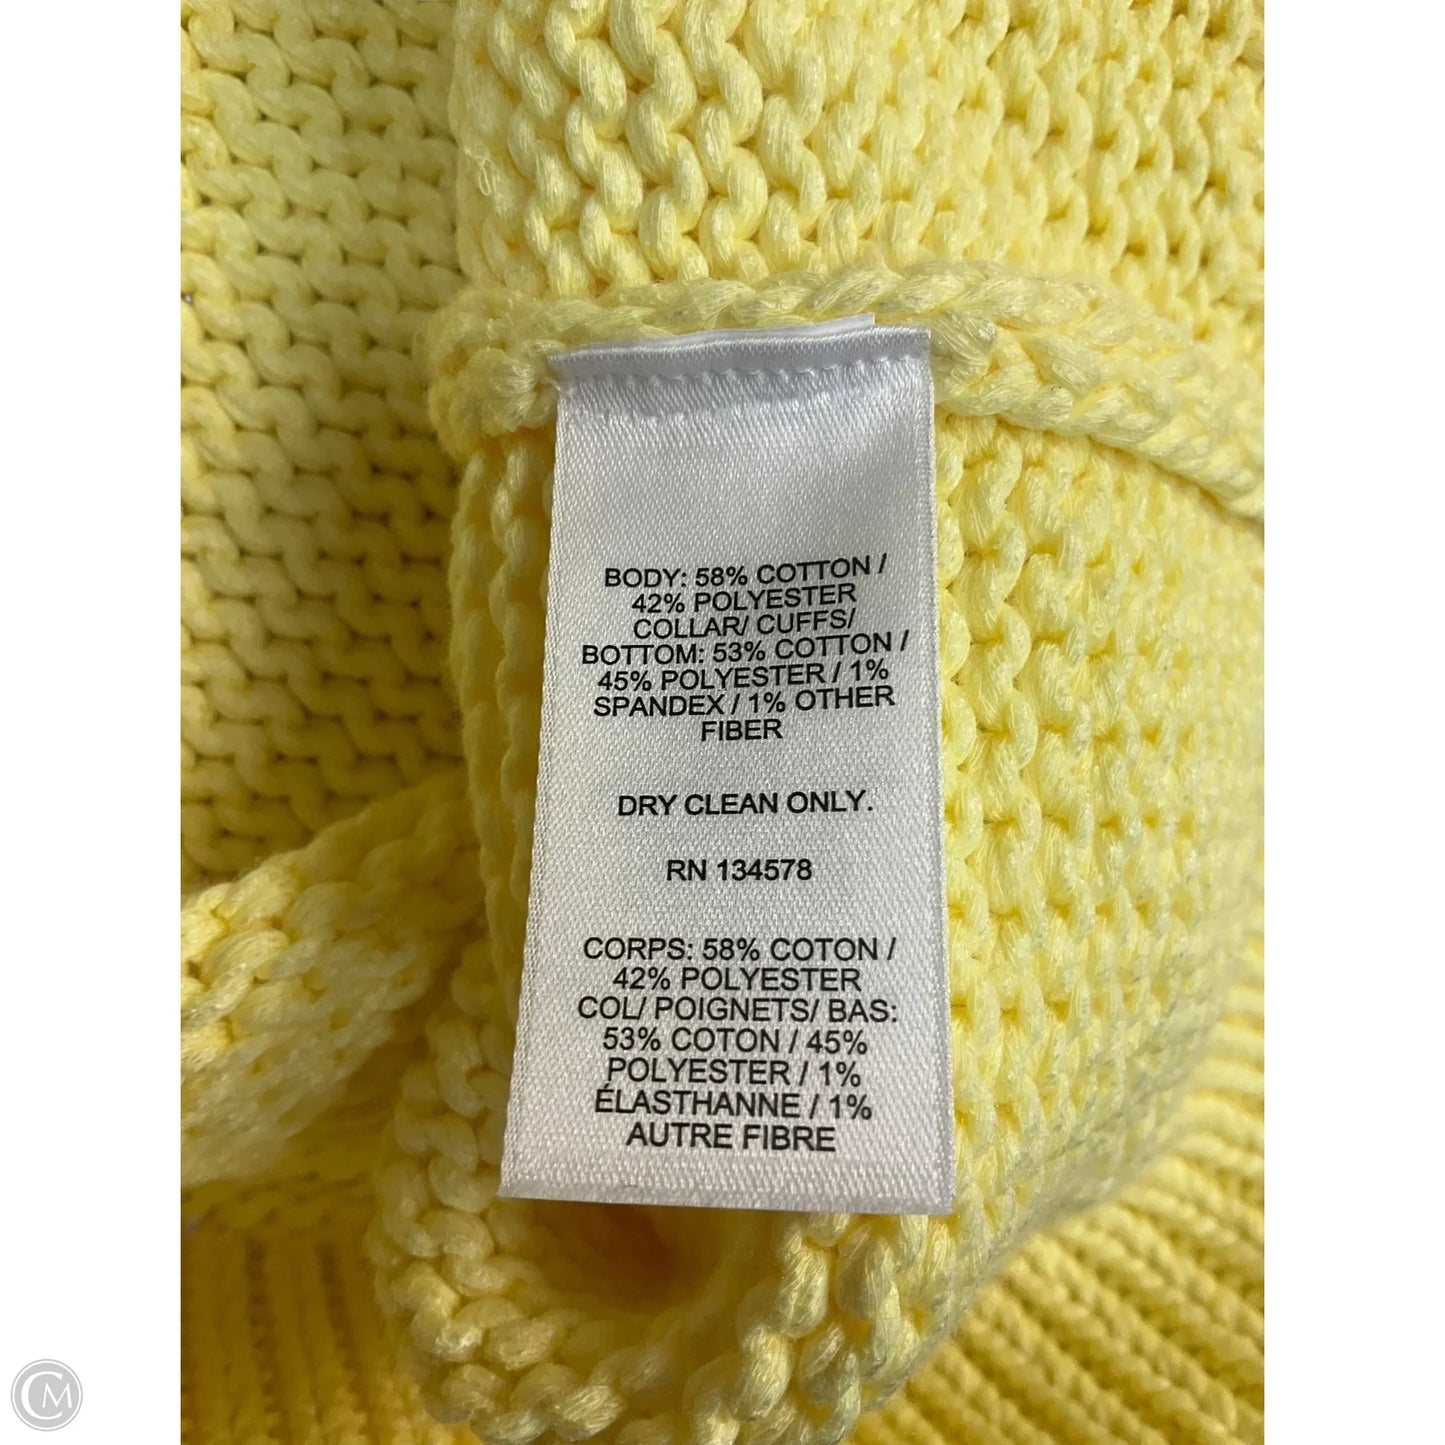 BODY: 58% COTTON /
42% POLYESTER
COLLAR/ CUFFS/
BOTTOM: 53% COTTON /
45% POLYESTER / 1%
SPANDEX / 1% OTHER
FIBER
DRY CLEAN ONLY.
RN 134578
CORPS: 58% COTON /
42% POLYESTER
COL/ POIGNETS/ BAS:
53% COTON / 45%
POLYESTER / 1%
ÉLASTHANNE / 1%
AUTRE FIBRE
CM